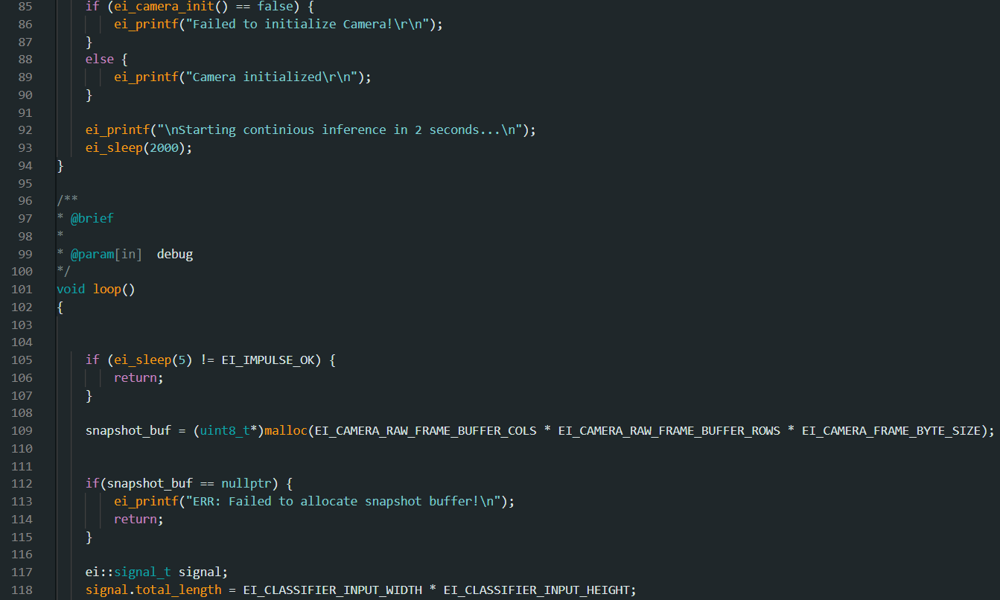 85 if (ei_camera_init() == false) {
86 ei_printf("Failed to initialize Camera!\r\n");
87 }
88 else {
89 ei_printf("Camera initialized\r\n");
90 }
91
92 ei_printf("\nStarting continious inference in 2 seconds...\n");
93 ei_sleep(2000);
94 }
95
96 /**
97 * @brief
98 *
99 * @param[in]  debug
100 */
101 void loop()
102 {
103
104
105 if (ei_sleep(5) != EI_IMPULSE_OK) {
106 return;
107 }
108
109 snapshot_buf = (uint8_t*)malloc(EI_CAMERA_RAW_FRAME_BUFFER_COLS * EI_CAMERA_RAW_FRAME_BUFFER_ROWS * EI_CAMERA_FRAME_BYTE_SIZE);
110
111
112 if(snapshot_buf == nullptr) {
113 ei_printf("ERR: Failed to allocate snapshot buffer!\n");
114 return;
115 }
116
117 ei::signal_t signal;
118 signal.total_length = EI_CLASSIFIER_INPUT_WIDTH * EI_CLASSIFIER_INPUT_HEIGHT;